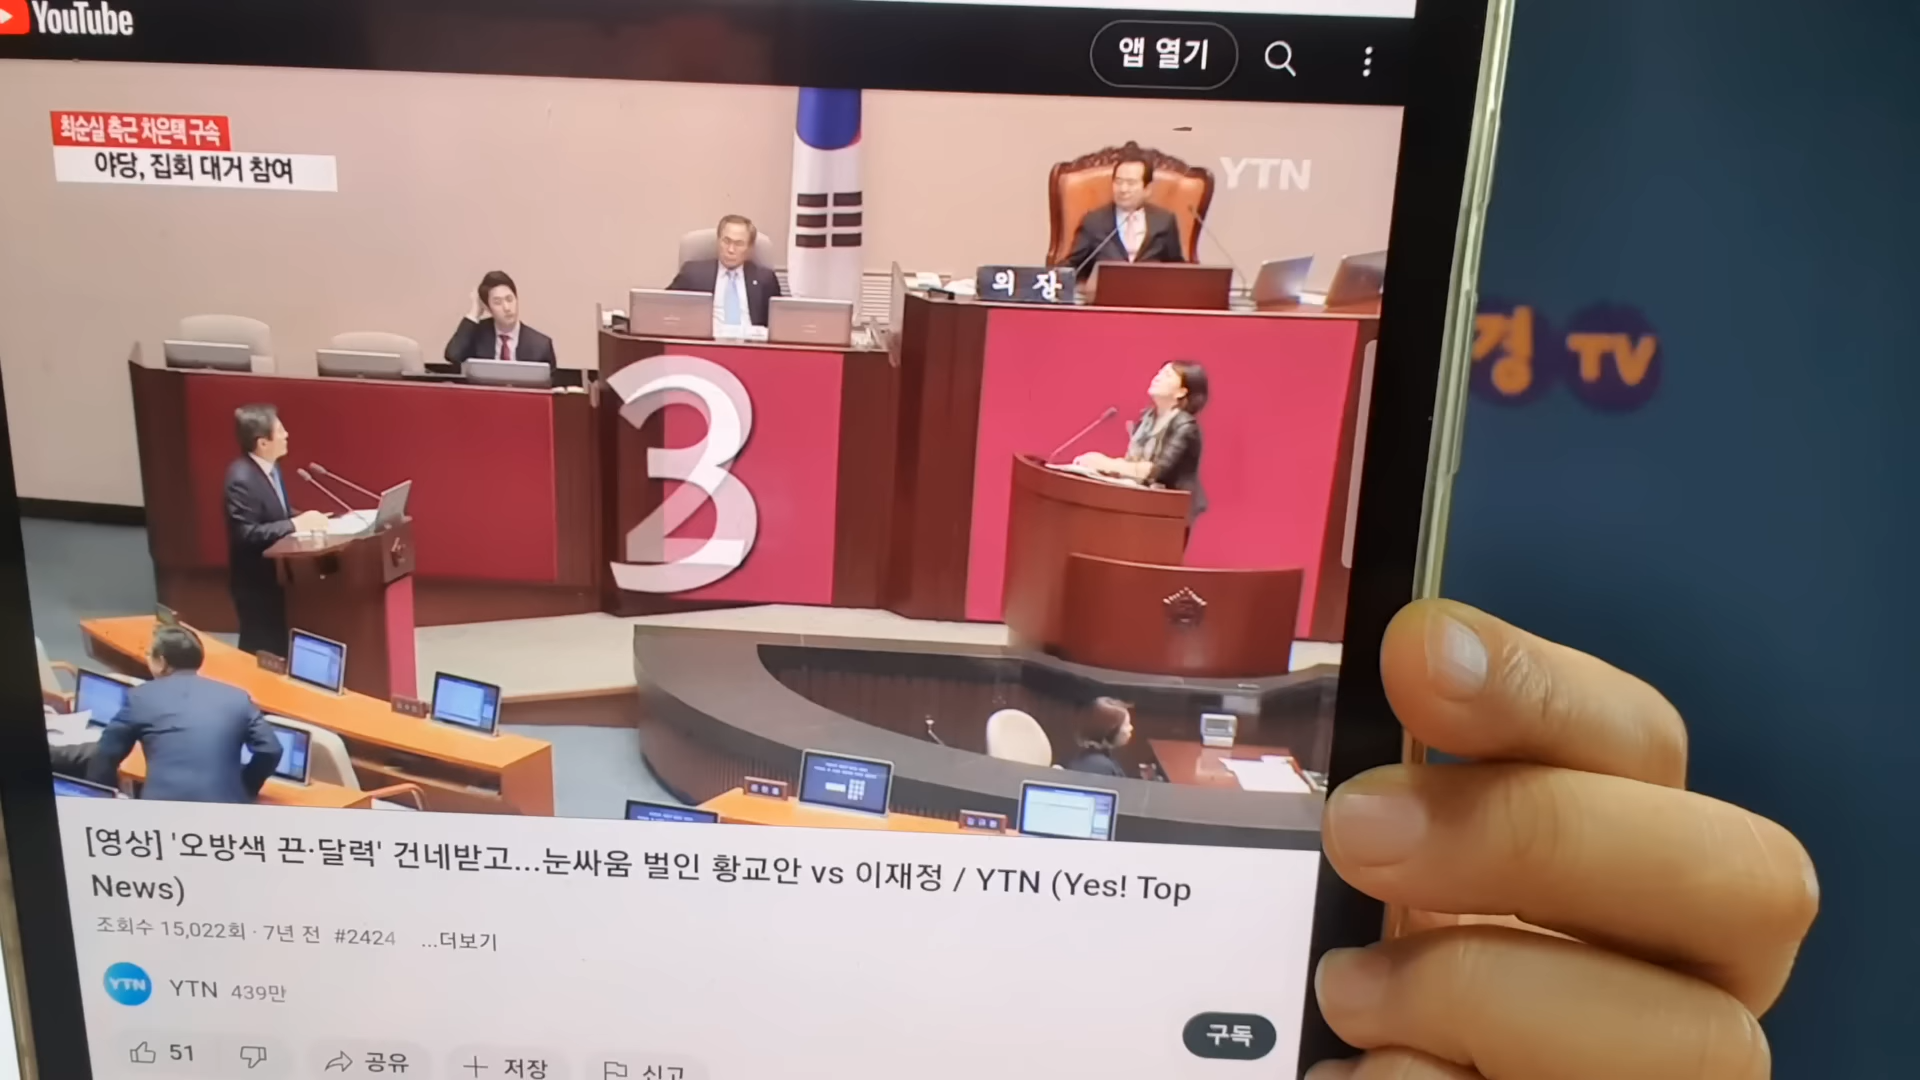 YouTube
앱 열기
최순실 측근 차은택 구속
야당, 집회 대거 참여
YTN
의 장
경 TV
[영상] '오방색 끈·달력' 건네받고...눈싸움 벌인 황교안 vs 이재정 / YTN (Yes! Top
News)
조회수 15,022회 · 7년 전 #2424 ...더보기
YTN
YTN 439만
구독
51
공유
저장
신고